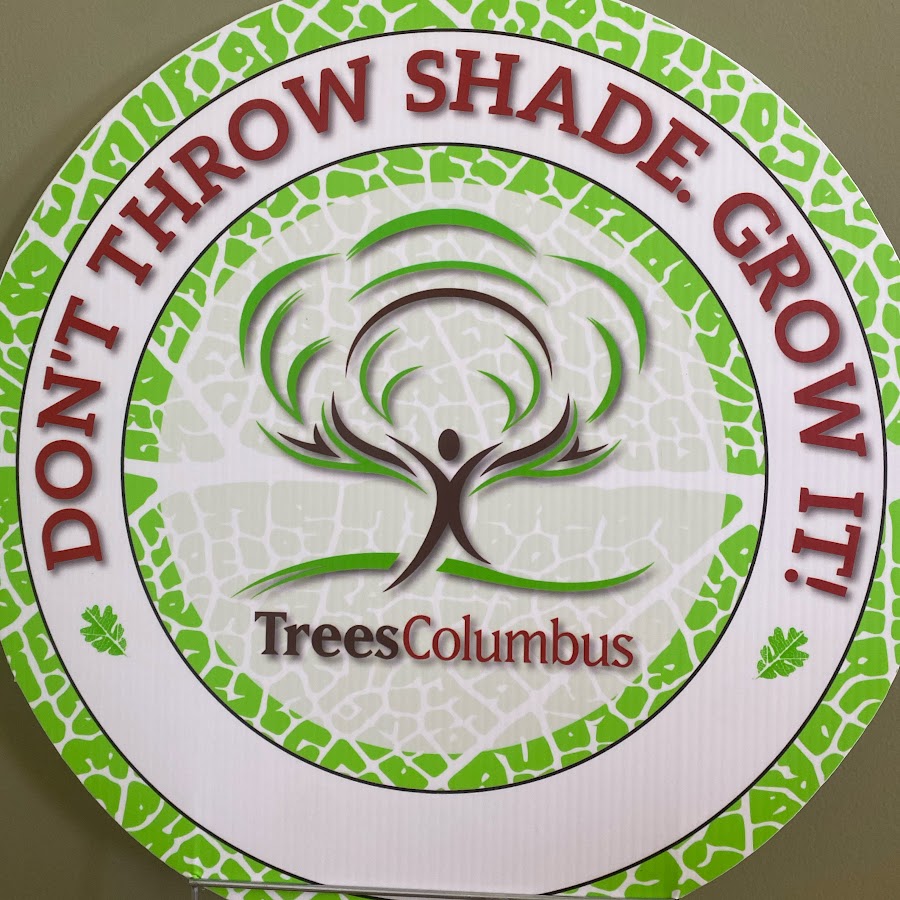 DON'T THROW SHADE. GROW IT!
TreesColumbus